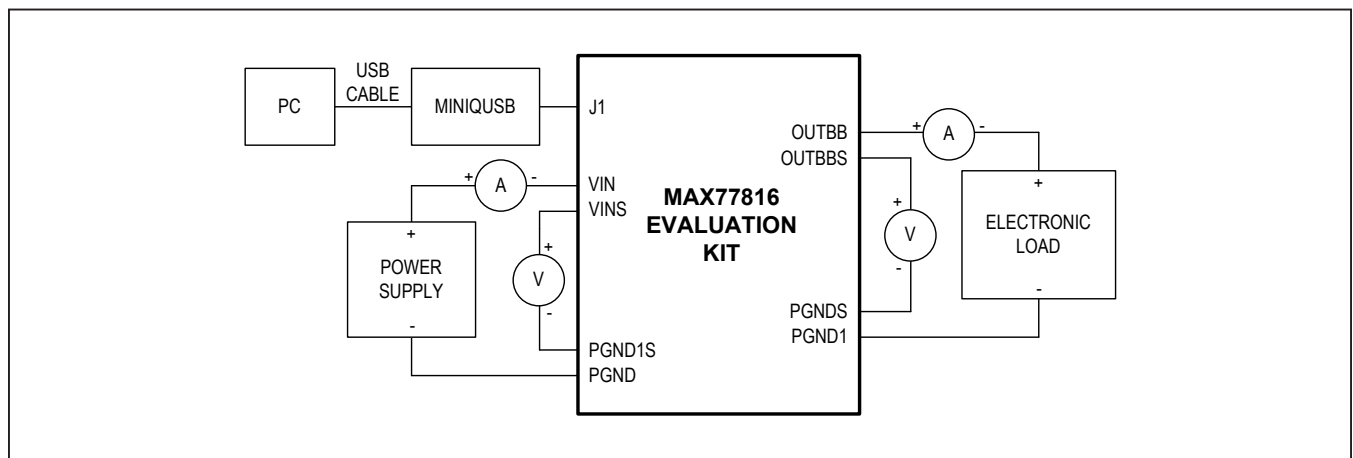 USB
CABLE
PC
MINIQUSB
J1
+ A -
VIN
VINS
+
POWER
SUPPLY
-
+
V
-
PGND1S
PGND
MAX77816
EVALUATION
KIT
OUTBB
OUTBBS
+ A -
+
V
-
+
ELECTRONIC
LOAD
-
PGNDS
PGND1